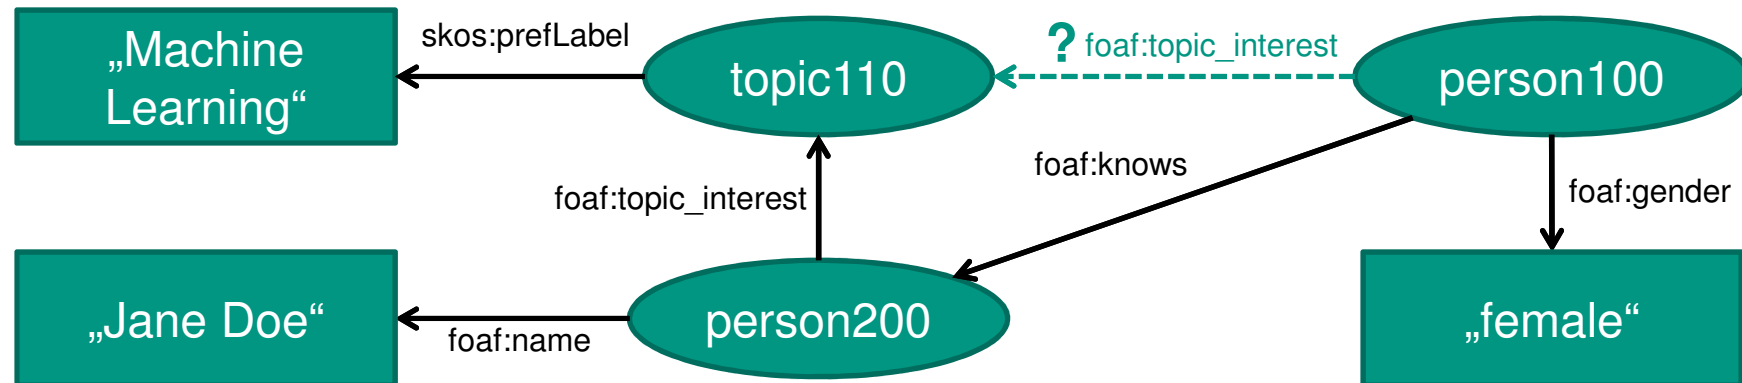 „Machine
Learning“
skos:prefLabel
topic110
? foaf:topic_interest
person100
foaf:topic_interest
foaf:knows
foaf:gender
„Jane Doe“
foaf:name
person200
„female“